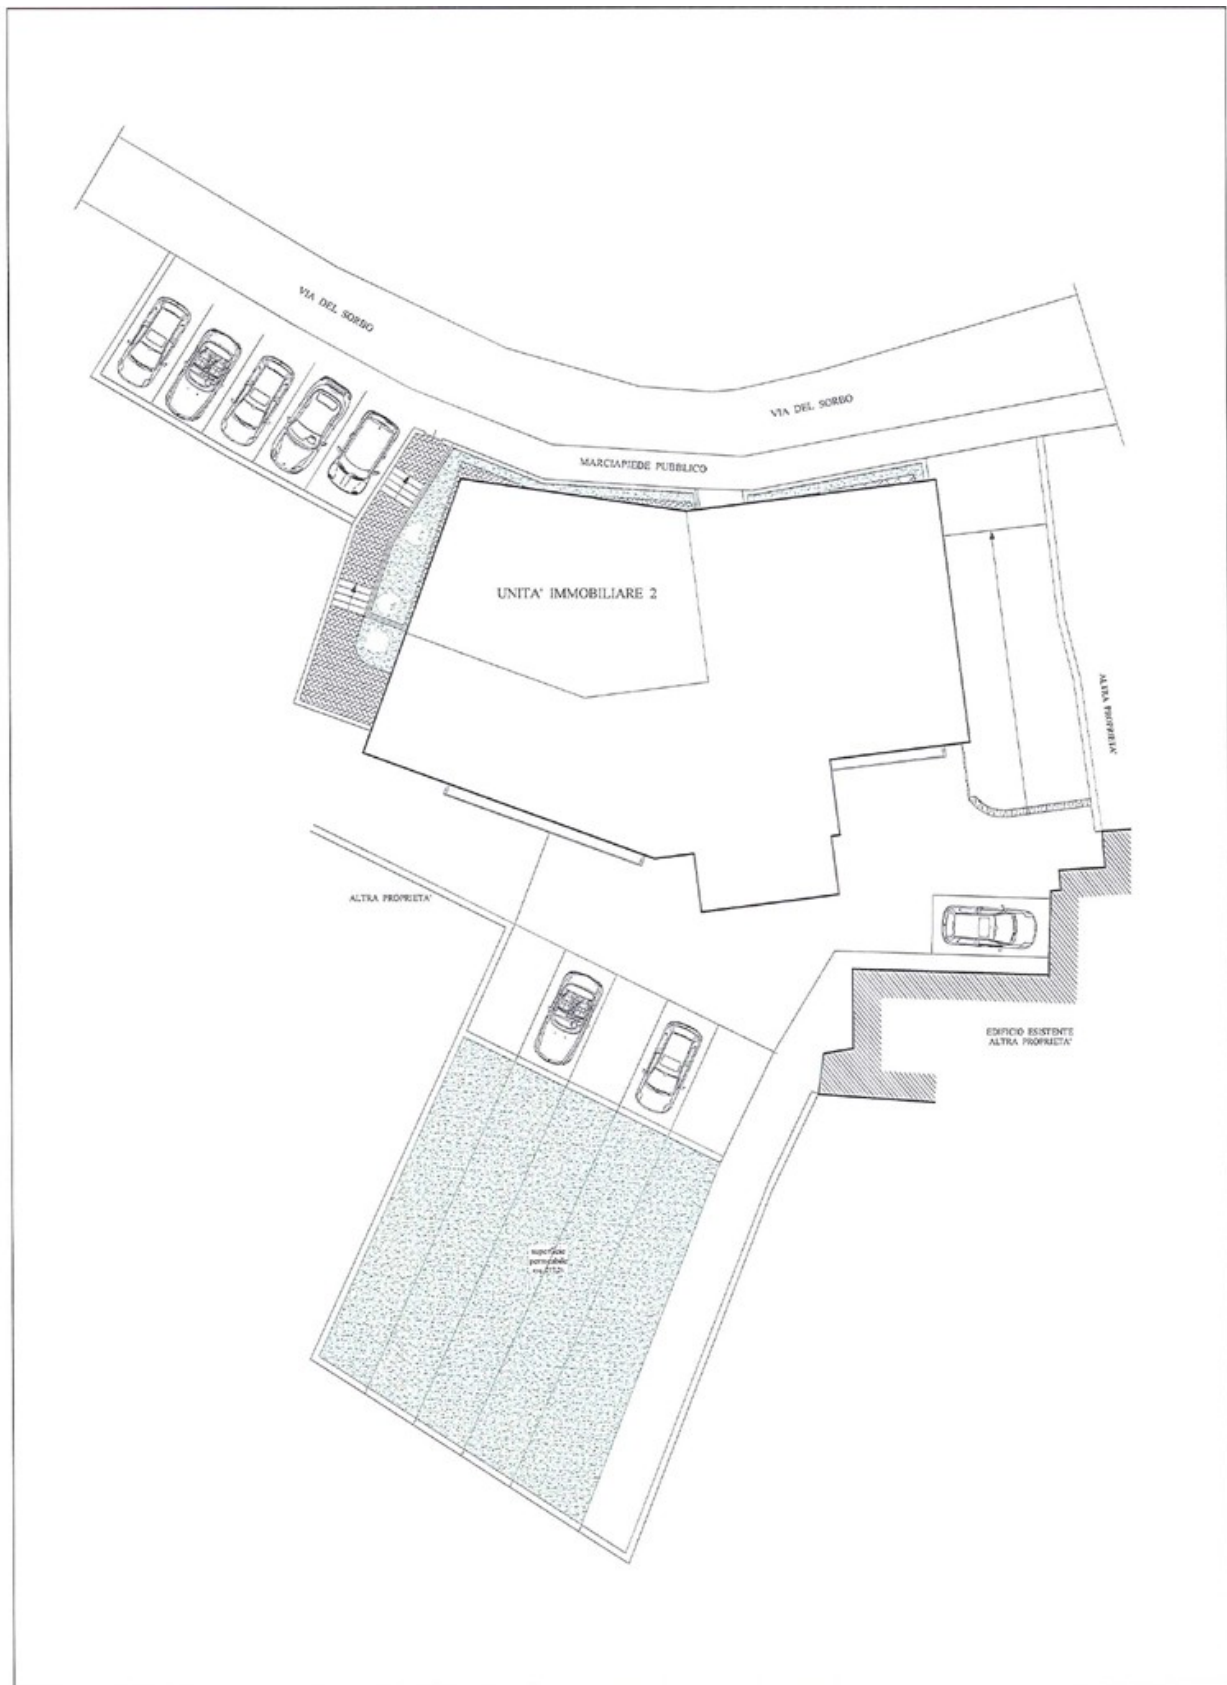 VIA DEL SORBO
VIA DEL SORBO
MARCIAPIEDE PUBBLICO
UNITA' IMMOBILIARE 2
ALTRA PROPRIETA'
ALTRA PROPRIETA'
EDIFICIO ESISTENTE
ALTRA PROPRIETA'
superficie
permeabile